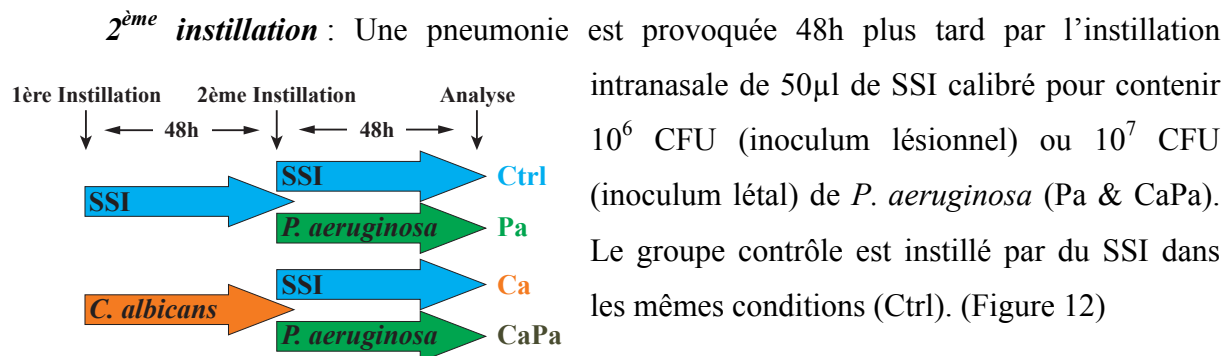 2ème instillation : Une pneumonie est provoquée 48h plus tard par l’instillation
intranasale de 50µl de SSI calibré pour contenir
10⁶ CFU (inoculum lésionnel) ou 10⁷ CFU
(inoculum létal) de P. aeruginosa (Pa & CaPa).
Le groupe contrôle est instillé par du SSI dans
les mêmes conditions (Ctrl). (Figure 12)
1ère Instillation 2ème Instillation Analyse
48h 48h
SSI Ctrl
SSI
P. aeruginosa Pa
SSI Ca
C. albicans
P. aeruginosa CaPa